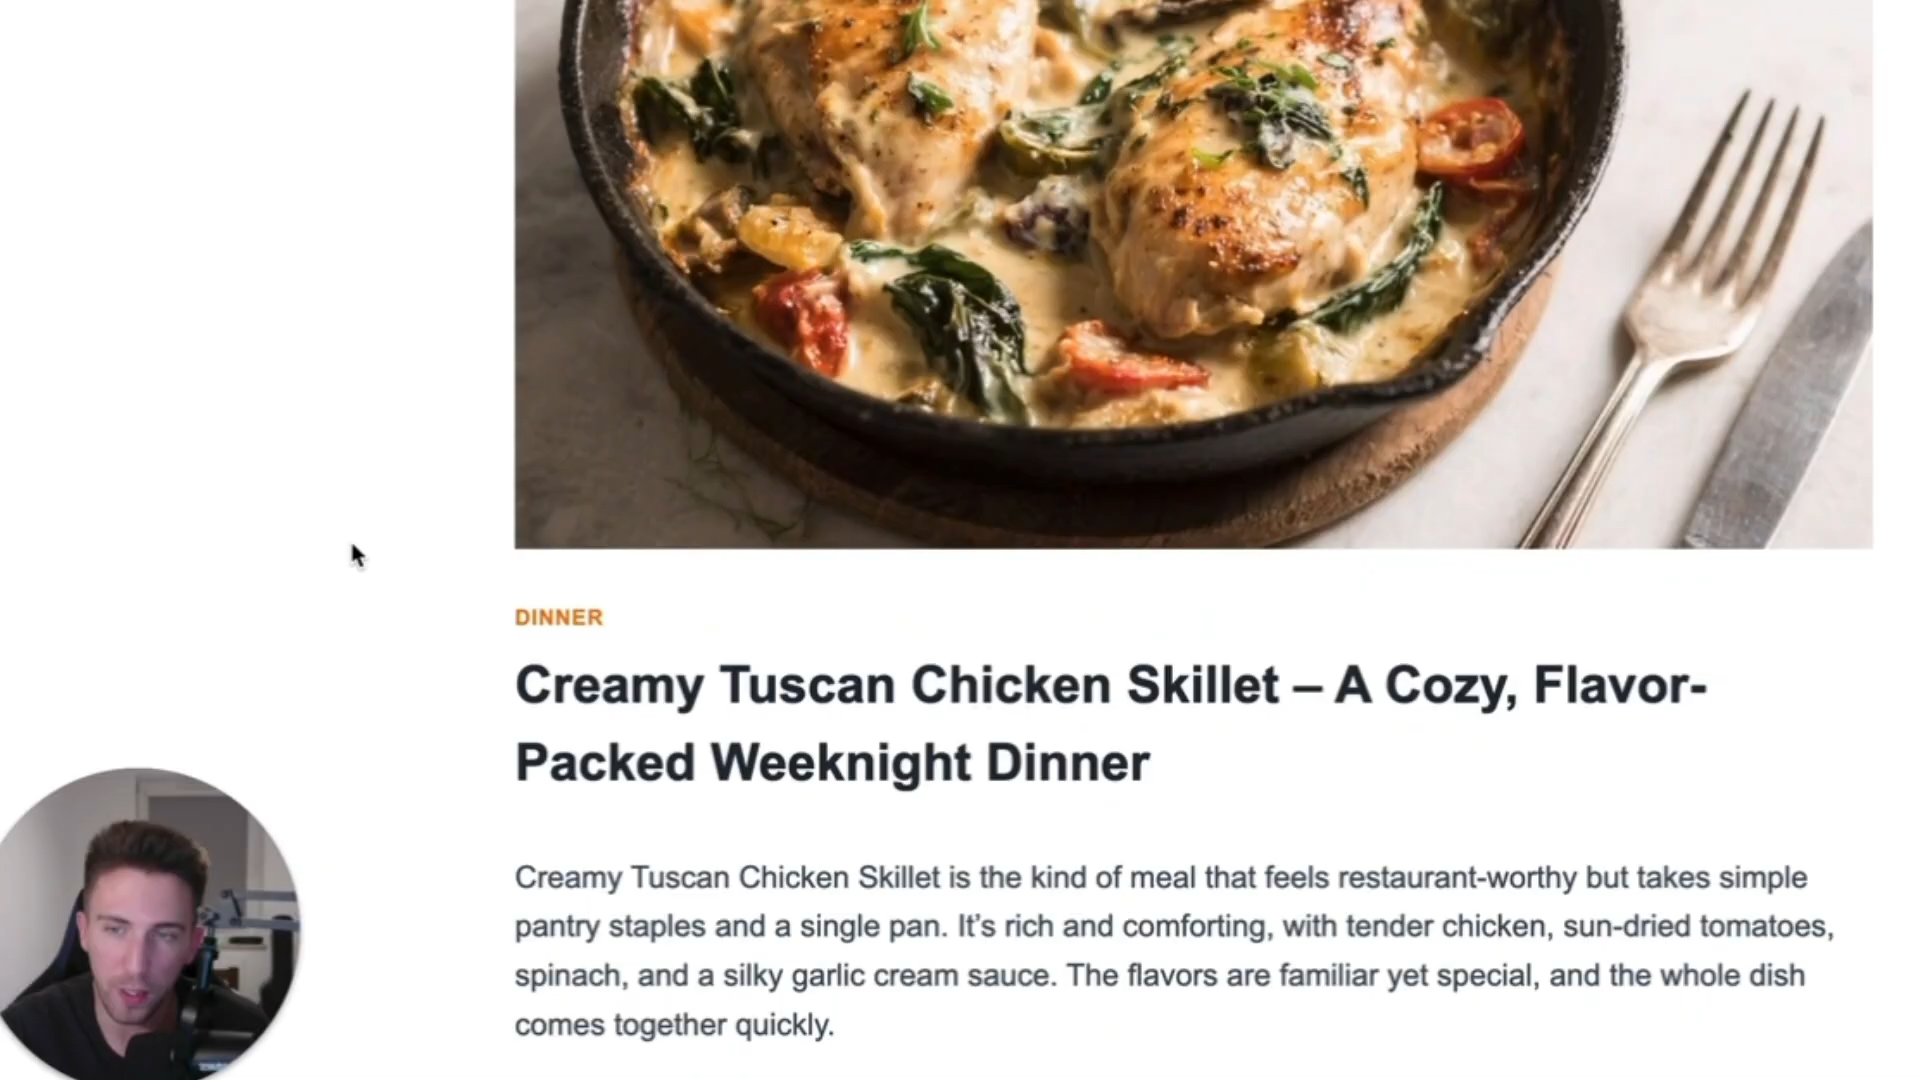 DINNER
Creamy Tuscan Chicken Skillet – A Cozy, Flavor-
Packed Weeknight Dinner
Creamy Tuscan Chicken Skillet is the kind of meal that feels restaurant-worthy but takes simple
pantry staples and a single pan. It’s rich and comforting, with tender chicken, sun-dried tomatoes,
spinach, and a silky garlic cream sauce. The flavors are familiar yet special, and the whole dish
comes together quickly.